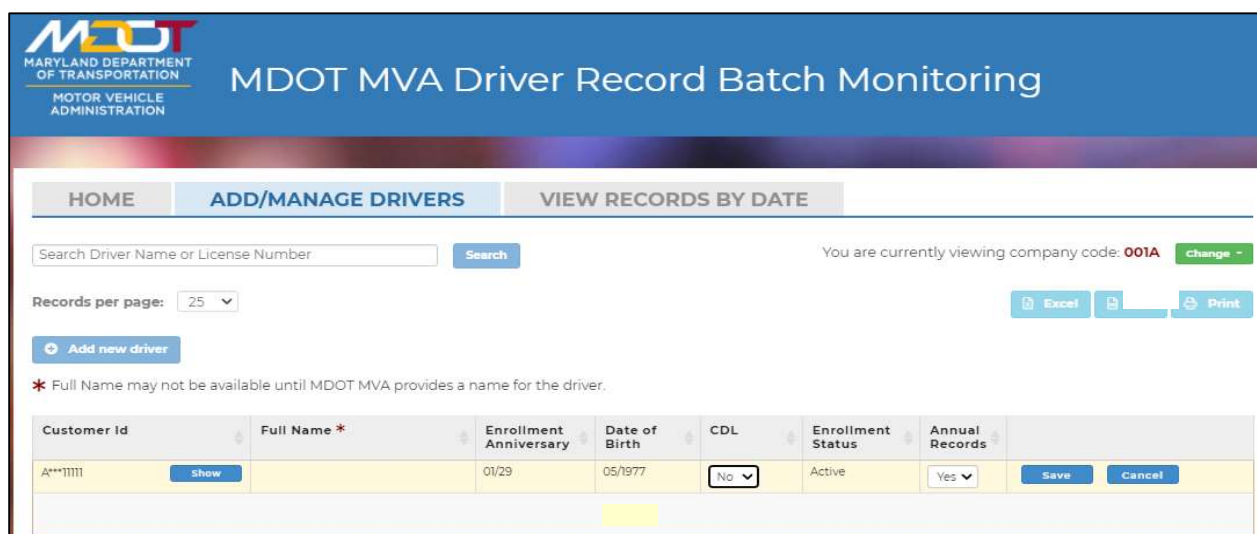 MDOT
MARYLAND DEPARTMENT
OF TRANSPORTATION
MOTOR VEHICLE
ADMINISTRATION
MDOT MVA Driver Record Batch Monitoring
HOME ADD/MANAGE DRIVERS VIEW RECORDS BY DATE
Search Driver Name or License Number Search You are currently viewing company code: 001A Change
Records per page: 25 Excel Print
Add new driver
* Full Name may not be available until MDOT MVA provides a name for the driver.
Customer Id Full Name * Enrollment Anniversary Date of Birth CDL Enrollment Status Annual Records
A***11111 Show 01/29 05/1977 No Active Yes Save Cancel